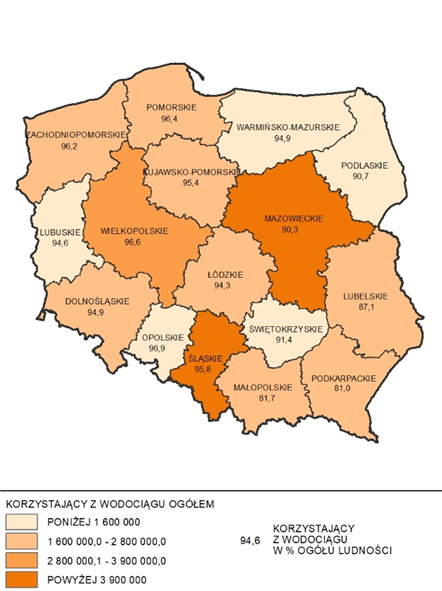 POMORSKIE
96,4
ZACHODNIOPOMORSKIE
96,2
WARMIŃSKO-MAZURSKIE
94,9
PODLASKIE
90,7
KUJAWSKO-POMORSKIE
95,4
MAZOWIECKIE
90,3
LUBUSKIE
94,6
WIELKOPOLSKIE
96,6
ŁÓDZKIE
94,3
LUBELSKIE
87,1
DOLNOŚLĄSKIE
94,9
OPOLSKIE
96,9
ŚWIĘTOKRZYSKIE
91,4
ŚLĄSKIE
95,8
MAŁOPOLSKIE
81,7
PODKARPACKIE
81,0
KORZYSTAJĄCY Z WODOCIĄGU OGÓŁEM
PONIŻEJ 1 600 000
1 600 000,0 - 2 800 000,0
2 800 000,1 - 3 900 000,0
POWYŻEJ 3 900 000
94,6
KORZYSTAJĄCY
Z WODOCIĄGU
W % OGÓŁU LUDNOŚCI